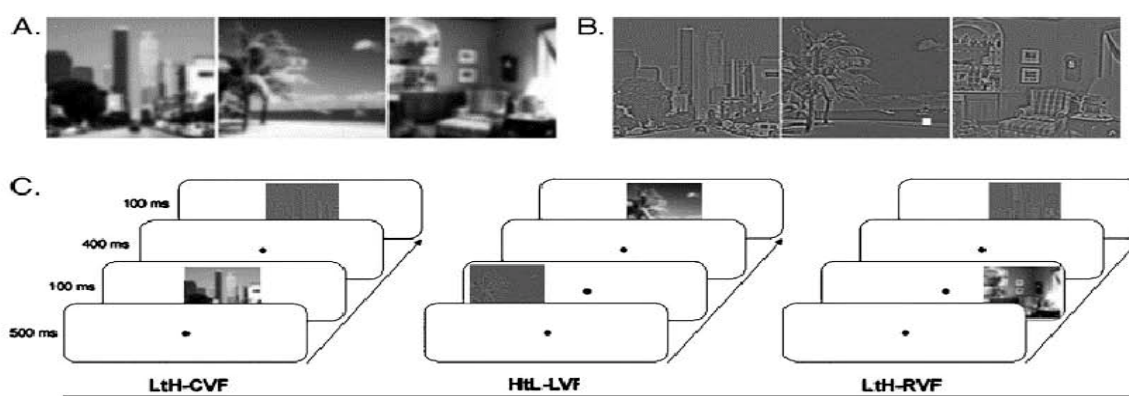 A. B.
C.
100 ms
400 ms
100 ms
500 ms
LtH-CVF HtL-LVF LtH-RVF